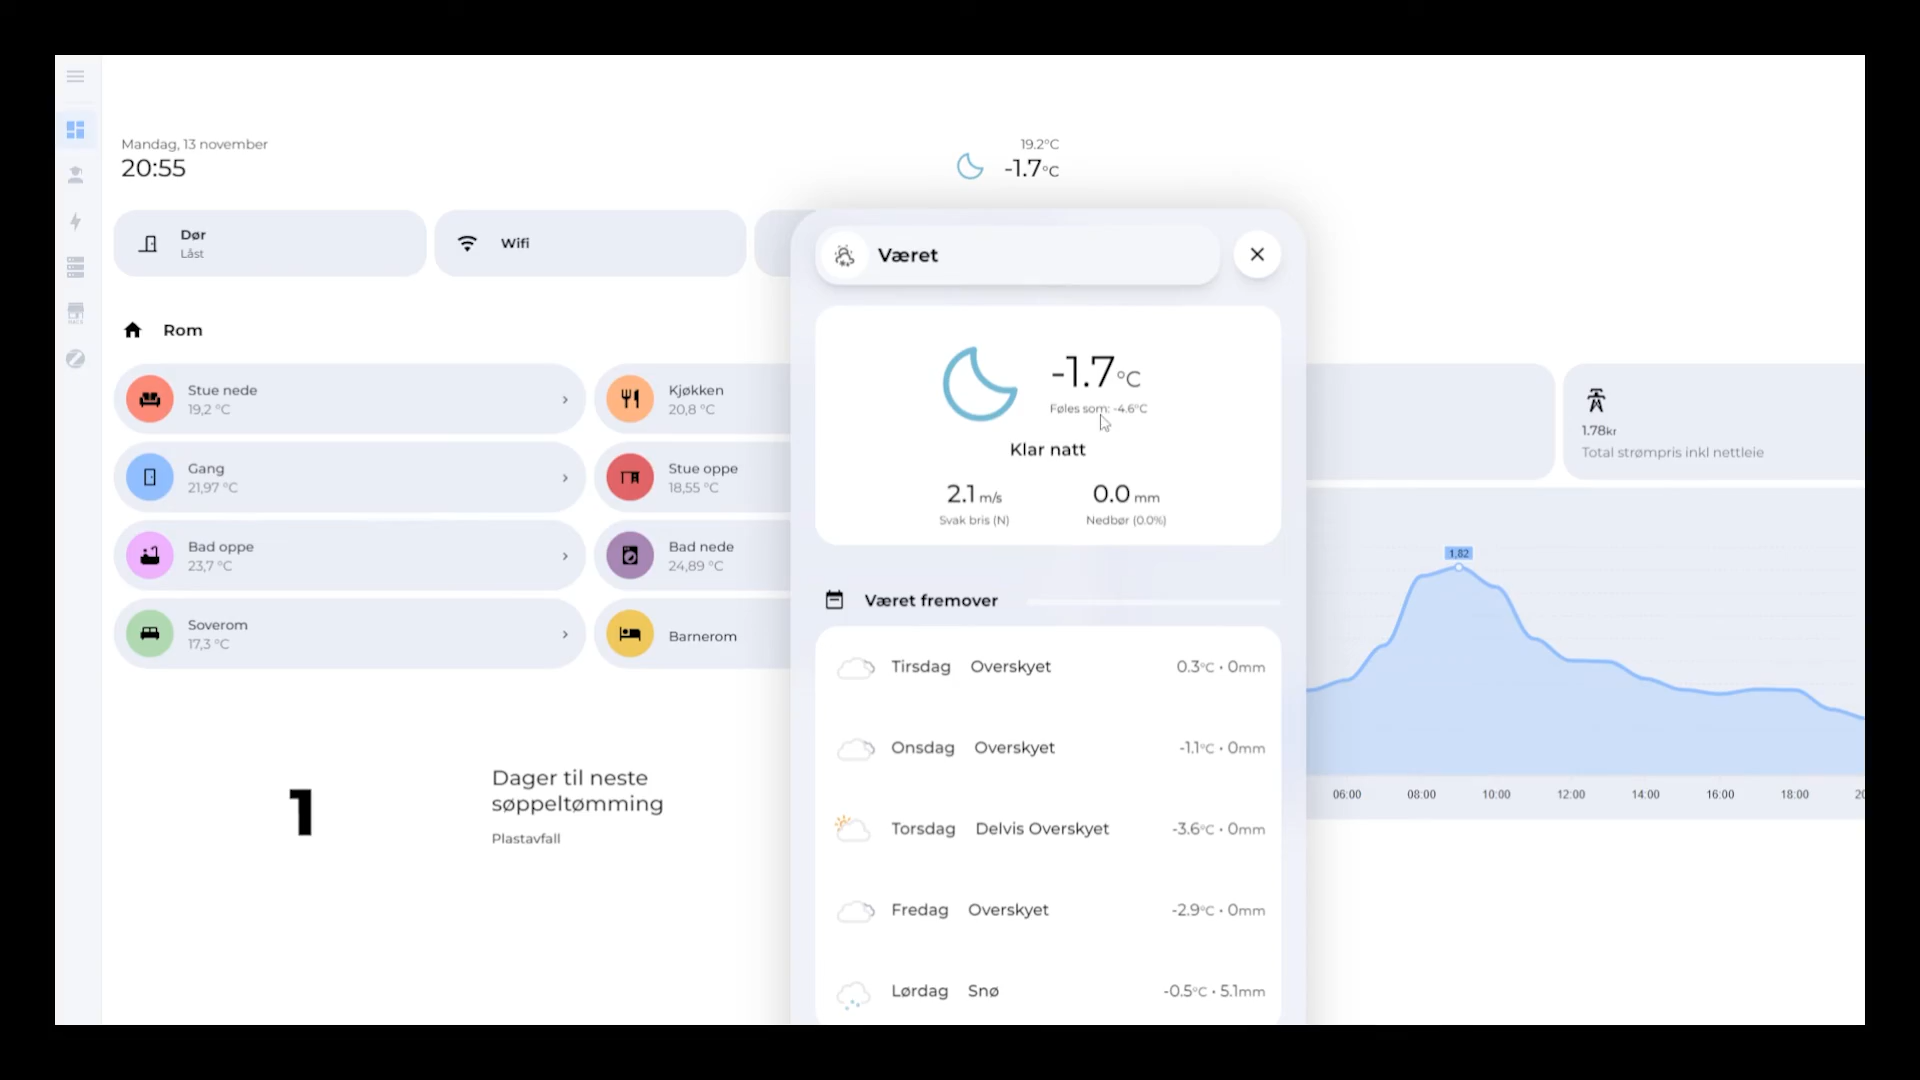 Mandag, 13 november
20:55
19.2°C
-1.7°C
Dør
Låst
Wifi
Rom
Stue nede
19,2 °C
Kjøkken
20,8 °C
Gang
21,97 °C
Stue oppe
18,55 °C
Bad oppe
23,7 °C
Bad nede
24,89 °C
Soverom
17,3 °C
Barnerom
1
Dager til neste
søppeltømming
Plastavfall
Været
-1.7°C
Føles som: -4.6°C
Klar natt
2.1 m/s
Svak bris (N)
0.0 mm
Nedbør (0.0%)
Været fremover
Tirsdag Overskyet 0.3°C • 0mm
Onsdag Overskyet -1.1°C • 0mm
Torsdag Delvis Overskyet -3.6°C • 0mm
Fredag Overskyet -2.9°C • 0mm
Lørdag Snø -0.5°C • 5.1mm
1.78kr
Total strømpris inkl nettleie
1,82
06:00 08:00 10:00 12:00 14:00 16:00 18:00 20